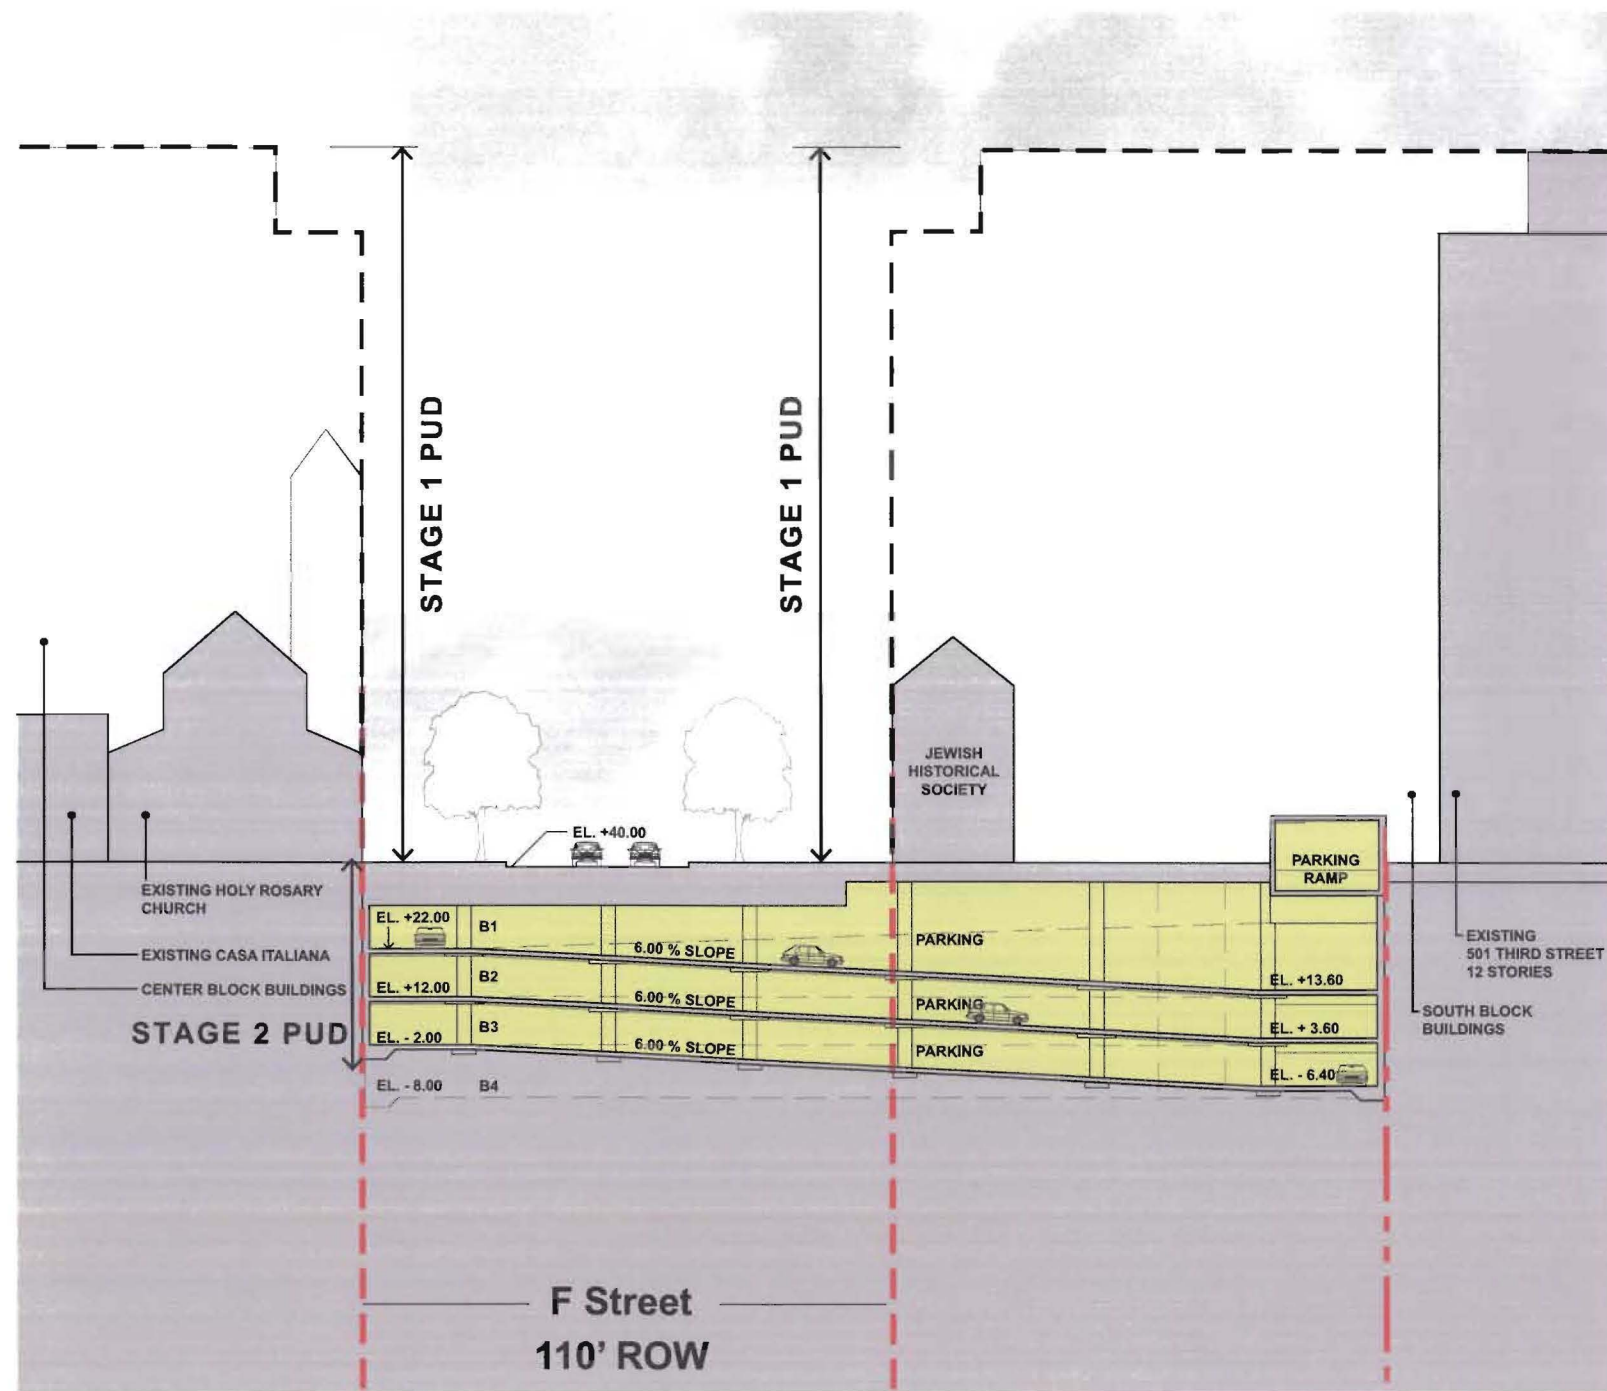 STAGE 1 PUD
STAGE 1 PUD
JEWISH
HISTORICAL
SOCIETY
EL. +40.00
PARKING
RAMP
EXISTING HOLY ROSARY
CHURCH
EXISTING CASA ITALIANA
CENTER BLOCK BUILDINGS
STAGE 2 PUD
EL. +22.00
B1
6.00 % SLOPE
PARKING
EL. +13.60
EL. +12.00
B2
6.00 % SLOPE
PARKING
EL. + 3.60
EL. - 2.00
B3
6.00 % SLOPE
PARKING
EL. - 6.40
EL. - 8.00
B4
EXISTING
501 THIRD STREET
12 STORIES
SOUTH BLOCK
BUILDINGS
F Street
110' ROW